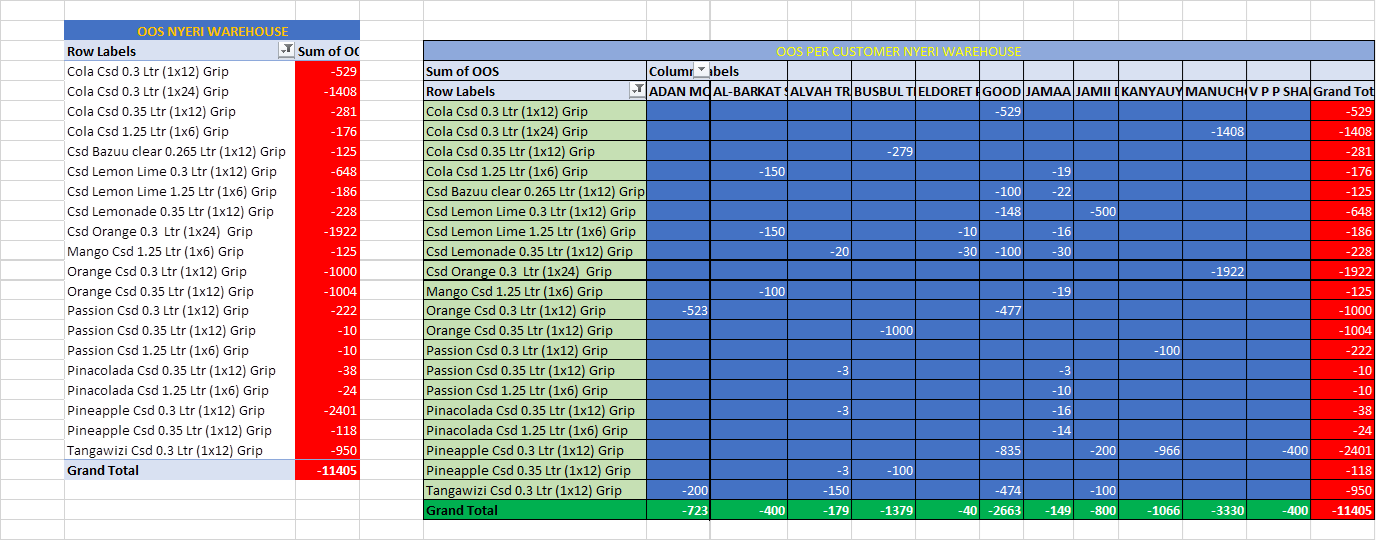 OOS NYERI WAREHOUSE
Row Labels Sum of OO
Cola Csd 0.3 Ltr (1x12) Grip -529
Cola Csd 0.3 Ltr (1x24) Grip -1408
Cola Csd 0.35 Ltr (1x12) Grip -281
Cola Csd 1.25 Ltr (1x6) Grip -176
Csd Bazuu clear 0.265 Ltr (1x12) Grip -125
Csd Lemon Lime 0.3 Ltr (1x12) Grip -648
Csd Lemon Lime 1.25 Ltr (1x6) Grip -186
Csd Lemonade 0.35 Ltr (1x12) Grip -228
Csd Orange 0.3 Ltr (1x24) Grip -1922
Mango Csd 1.25 Ltr (1x6) Grip -125
Orange Csd 0.3 Ltr (1x12) Grip -1000
Orange Csd 0.35 Ltr (1x12) Grip -1004
Passion Csd 0.3 Ltr (1x12) Grip -222
Passion Csd 0.35 Ltr (1x12) Grip -10
Passion Csd 1.25 Ltr (1x6) Grip -10
Pinacolada Csd 0.35 Ltr (1x12) Grip -38
Pinacolada Csd 1.25 Ltr (1x6) Grip -24
Pineapple Csd 0.3 Ltr (1x12) Grip -2401
Pineapple Csd 0.35 Ltr (1x12) Grip -118
Tangawizi Csd 0.3 Ltr (1x12) Grip -950
Grand Total -11405
OOS PER CUSTOMER NYERI WAREHOUSE
Sum of OOS Column Labels
Row Labels ADAN MO AL-BARKAT S ALVAH TR BUSBUL T ELDORET GOOD JAMAA JAMII KANYAUY MANUCHO V P P SHA Grand Tot
Cola Csd 0.3 Ltr (1x12) Grip -529 -529
Cola Csd 0.3 Ltr (1x24) Grip -1408 -1408
Cola Csd 0.35 Ltr (1x12) Grip -279 -281
Cola Csd 1.25 Ltr (1x6) Grip -150 -19 -176
Csd Bazuu clear 0.265 Ltr (1x12) Grip -100 -22 -125
Csd Lemon Lime 0.3 Ltr (1x12) Grip -148 -500 -648
Csd Lemon Lime 1.25 Ltr (1x6) Grip -150 -10 -16 -186
Csd Lemonade 0.35 Ltr (1x12) Grip -20 -30 -100 -30 -228
Csd Orange 0.3 Ltr (1x24) Grip -1922 -1922
Mango Csd 1.25 Ltr (1x6) Grip -100 -19 -125
Orange Csd 0.3 Ltr (1x12) Grip -523 -477 -1000
Orange Csd 0.35 Ltr (1x12) Grip -1000 -1004
Passion Csd 0.3 Ltr (1x12) Grip -100 -222
Passion Csd 0.35 Ltr (1x12) Grip -3 -3 -10
Passion Csd 1.25 Ltr (1x6) Grip -10 -10
Pinacolada Csd 0.35 Ltr (1x12) Grip -3 -16 -38
Pinacolada Csd 1.25 Ltr (1x6) Grip -14 -24
Pineapple Csd 0.3 Ltr (1x12) Grip -835 -200 -966 -400 -2401
Pineapple Csd 0.35 Ltr (1x12) Grip -3 -100 -118
Tangawizi Csd 0.3 Ltr (1x12) Grip -200 -150 -474 -100 -950
Grand Total -723 -400 -179 -1379 -40 -2663 -149 -800 -1066 -3330 -400 -11405